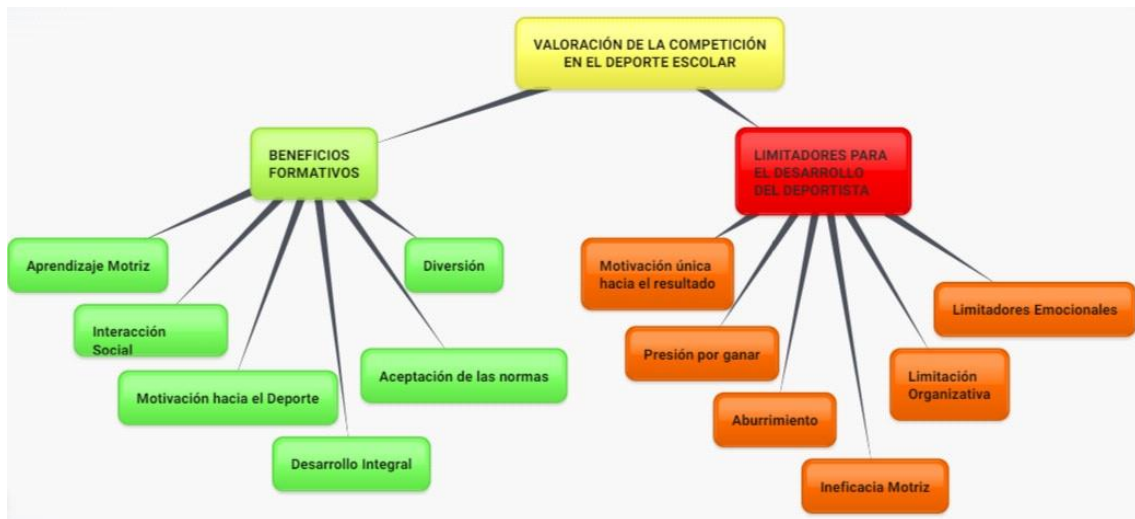 VALORACIÓN DE LA COMPETICIÓN
EN EL DEPORTE ESCOLAR
BENEFICIOS
FORMATIVOS
Aprendizaje Motriz
Interacción
Social
Motivación hacia el Deporte
Desarrollo Integral
Aceptación de las normas
Diversión
LIMITADORES PARA
EL DESARROLLO
DEL DEPORTISTA
Motivación única
hacia el resultado
Presión por ganar
Aburrimiento
Ineficacia Motriz
Limitación
Organizativa
Limitadores Emocionales